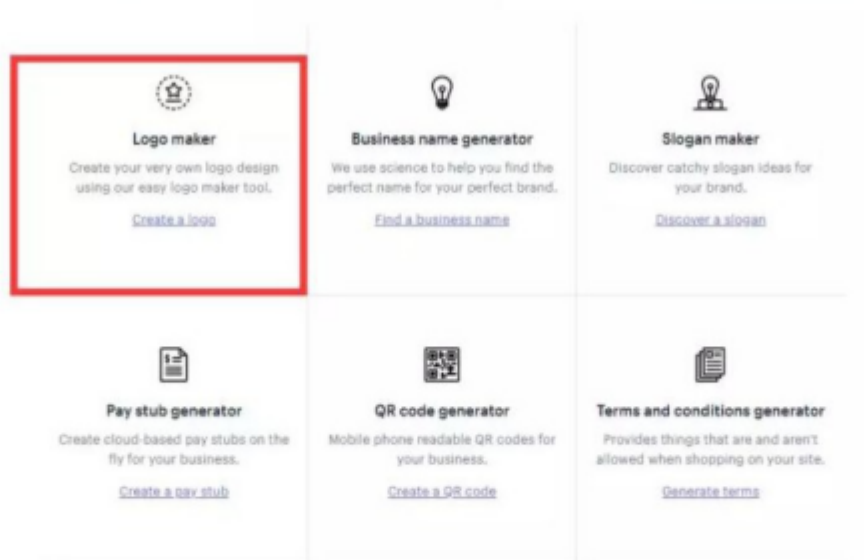 Logo maker
Create your very own logo design
using our easy logo maker tool.
Create a logo
Business name generator
We use science to help you find the
perfect name for your perfect brand.
Find a business name
Slogan maker
Discover catchy slogan ideas for
your brand.
Discover a slogan
Pay stub generator
Create cloud-based pay stubs on the
fly for your business.
Create a pay stub
QR code generator
Mobile phone readable QR codes for
your business.
Create a QR code
Terms and conditions generator
Provides things that are and aren't
allowed when shopping on your site.
Generate terms